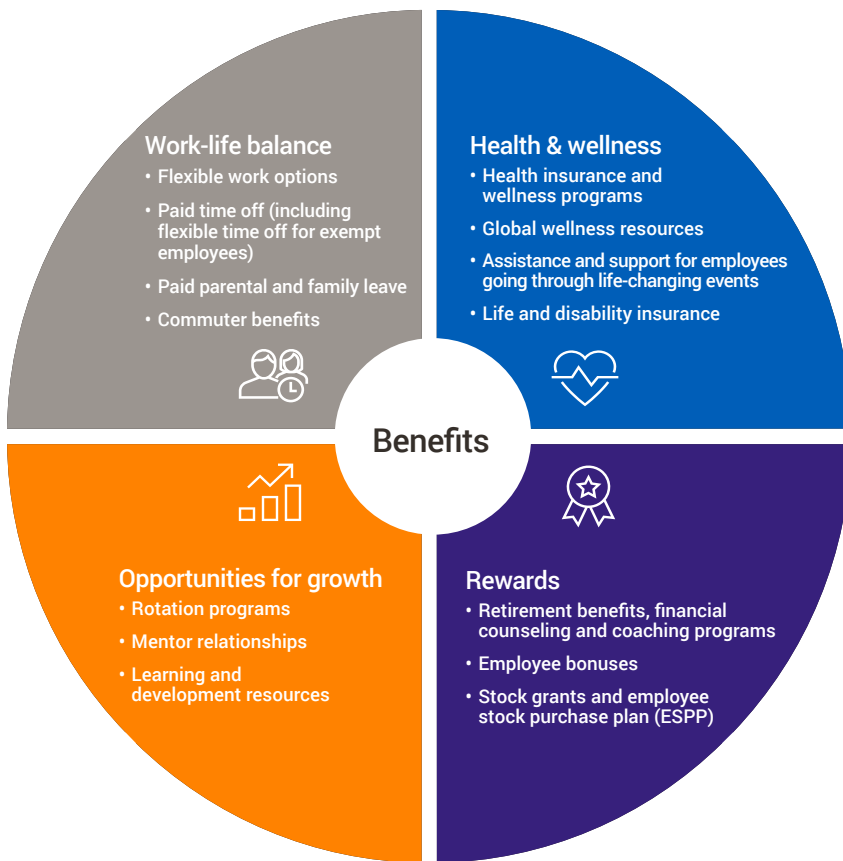 Work-life balance
• Flexible work options
• Paid time off (including
flexible time off for exempt
employees)
• Paid parental and family leave
• Commuter benefits
Health & wellness
• Health insurance and
wellness programs
• Global wellness resources
• Assistance and support for employees
going through life-changing events
• Life and disability insurance
Benefits
Opportunities for growth
• Rotation programs
• Mentor relationships
• Learning and
development resources
Rewards
• Retirement benefits, financial
counseling and coaching programs
• Employee bonuses
• Stock grants and employee
stock purchase plan (ESPP)